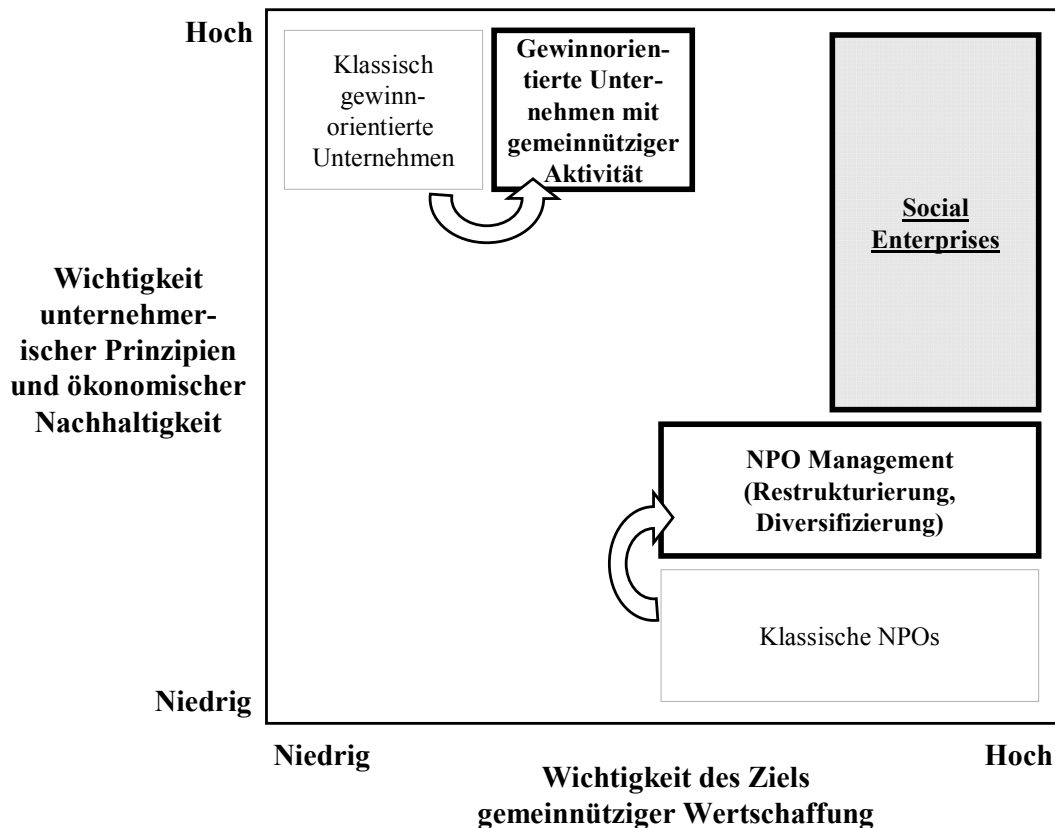 Hoch
Klassisch
gewinn-
orientierte
Unternehmen
Gewinnorien-
tierte Unter-
nehmen mit
gemeinnütziger
Aktivität
Social
Enterprises
Wichtigkeit
unternehmer-
ischer Prinzipien
und ökonomischer
Nachhaltigkeit
NPO Management
(Restrukturierung,
Diversifizierung)
Klassische NPOs
Niedrig
Niedrig
Hoch
Wichtigkeit des Ziels
gemeinnütziger Wertschaffung